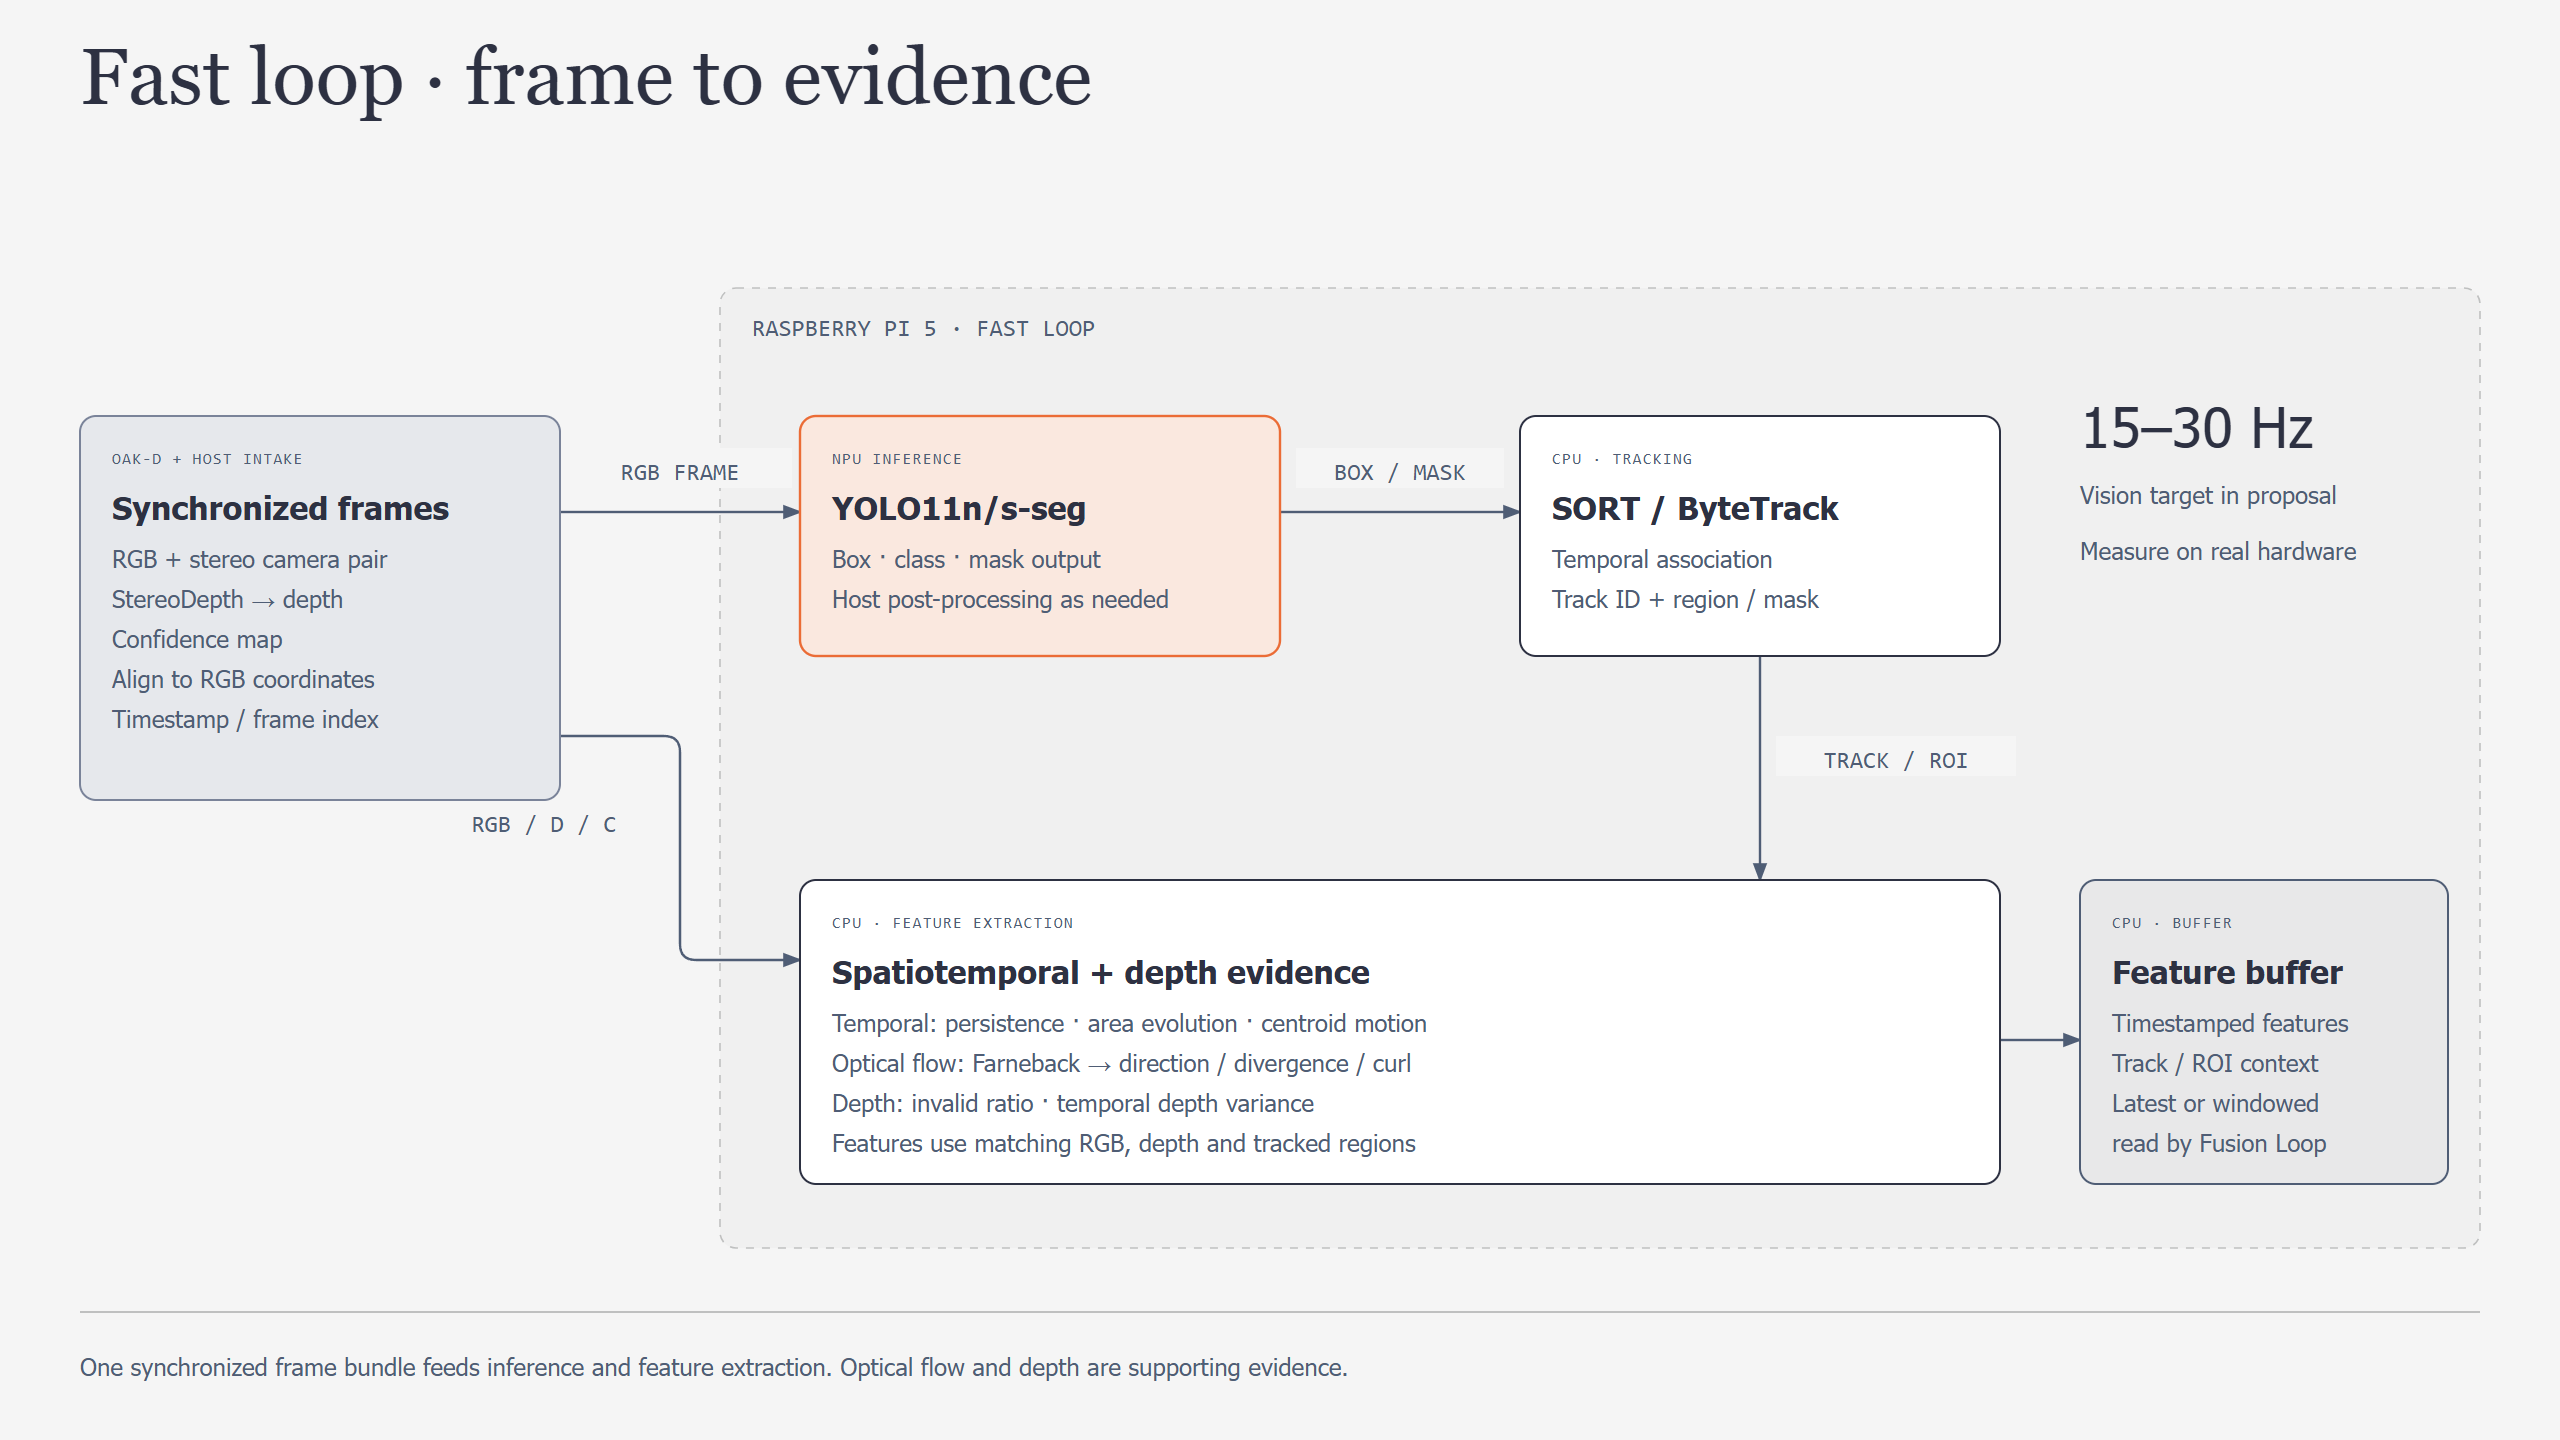 Fast loop · frame to evidence
RASPBERRY PI 5 · FAST LOOP
OAK-D + HOST INTAKE
Synchronized frames
RGB + stereo camera pair
StereoDepth → depth
Confidence map
Align to RGB coordinates
Timestamp / frame index
RGB FRAME
NPU INFERENCE
YOLO11n/s-seg
Box · class · mask output
Host post-processing as needed
BOX / MASK
CPU · TRACKING
SORT / ByteTrack
Temporal association
Track ID + region / mask
15–30 Hz
Vision target in proposal
Measure on real hardware
TRACK / ROI
RGB / D / C
CPU · FEATURE EXTRACTION
Spatiotemporal + depth evidence
Temporal: persistence · area evolution · centroid motion
Optical flow: Farneback → direction / divergence / curl
Depth: invalid ratio · temporal depth variance
Features use matching RGB, depth and tracked regions
CPU · BUFFER
Feature buffer
Timestamped features
Track / ROI context
Latest or windowed
read by Fusion Loop
One synchronized frame bundle feeds inference and feature extraction. Optical flow and depth are supporting evidence.